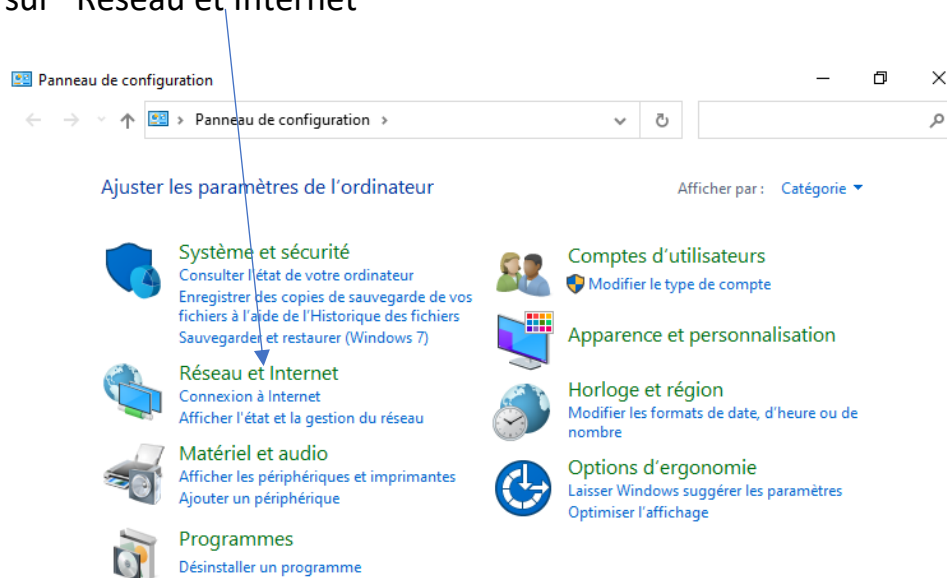 sur "Réseau et Internet"
Panneau de configuration
Panneau de configuration
Ajuster les paramètres de l'ordinateur
Afficher par : Catégorie
Système et sécurité
Consulter l'état de votre ordinateur
Enregistrer des copies de sauvegarde de vos
fichiers à l'aide de l'Historique des fichiers
Sauvegarder et restaurer (Windows 7)
Réseau et Internet
Connexion à Internet
Afficher l'état et la gestion du réseau
Matériel et audio
Afficher les périphériques et imprimantes
Ajouter un périphérique
Programmes
Désinstaller un programme
Comptes d'utilisateurs
Modifier le type de compte
Apparence et personnalisation
Horloge et région
Modifier les formats de date, d'heure ou de
nombre
Options d'ergonomie
Laisser Windows suggérer les paramètres
Optimiser l'affichage